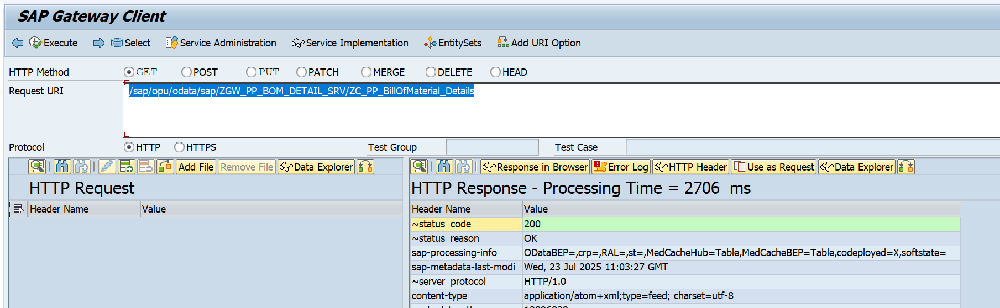 SAP Gateway Client
Execute Select Service Administration Service Implementation EntitySets Add URI Option
HTTP Method GET POST PUT PATCH MERGE DELETE HEAD
Request URI /sap/opu/odata/sap/ZGW_PP_BOM_DETAIL_SRV/ZC_PP_BillOfMaterial_Details
Protocol HTTP HTTPS Test Group Test Case
Add File Remove File Data Explorer
HTTP Request
Header Name Value
Response in Browser Error Log HTTP Header Use as Request Data Explorer
HTTP Response - Processing Time = 2706 ms
Header Name Value
~status_code 200
~status_reason OK
sap-processing-info ODataBEP=,crp=,RAL=,st=,MedCacheHub=Table,MedCacheBEP=Table,codeployed=X,softstate=
sap-metadata-last-modi... Wed, 23 Jul 2025 11:03:27 GMT
~server_protocol HTTP/1.0
content-type application/atom+xml;type=feed; charset=utf-8